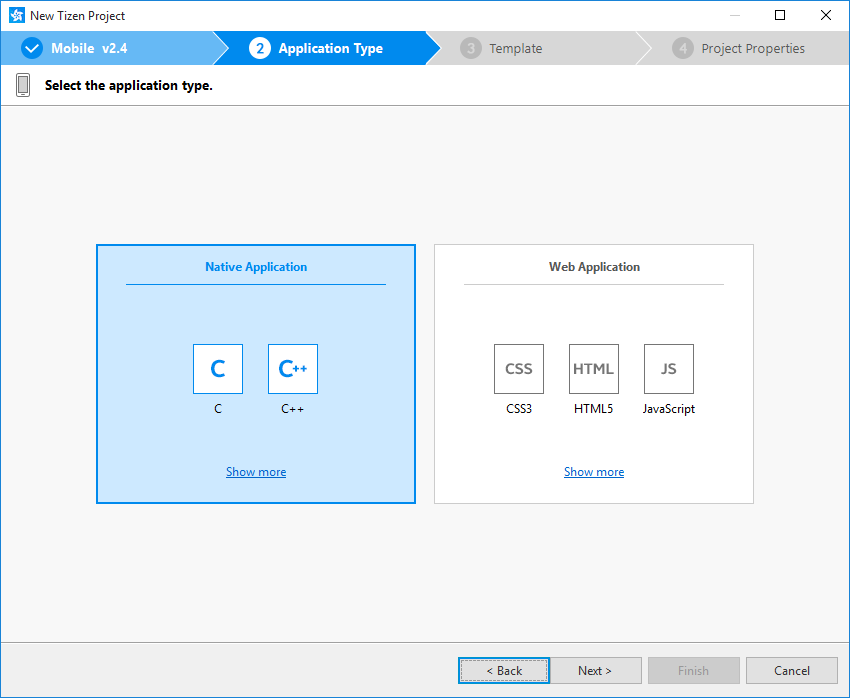 New Tizen Project
Mobile v2.4
2 Application Type
3 Template
4 Project Properties
Select the application type.
Native Application
C
C++
C
C++
Show more
Web Application
CSS
HTML
JS
CSS3
HTML5
JavaScript
Show more
< Back
Next >
Finish
Cancel